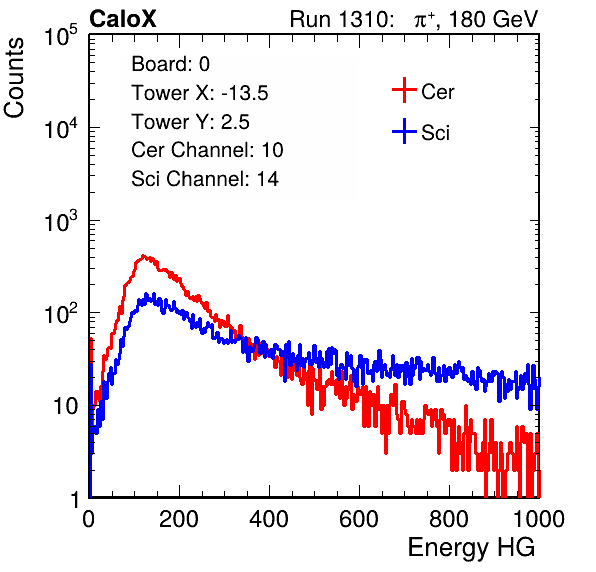 CaloX Run 1310: π⁺, 180 GeV
Counts
10⁵
10⁴
10³
10²
10
1
Board: 0
Tower X: -13.5
Tower Y: 2.5
Cer Channel: 10
Sci Channel: 14
Cer
Sci
0 200 400 600 800 1000
Energy HG